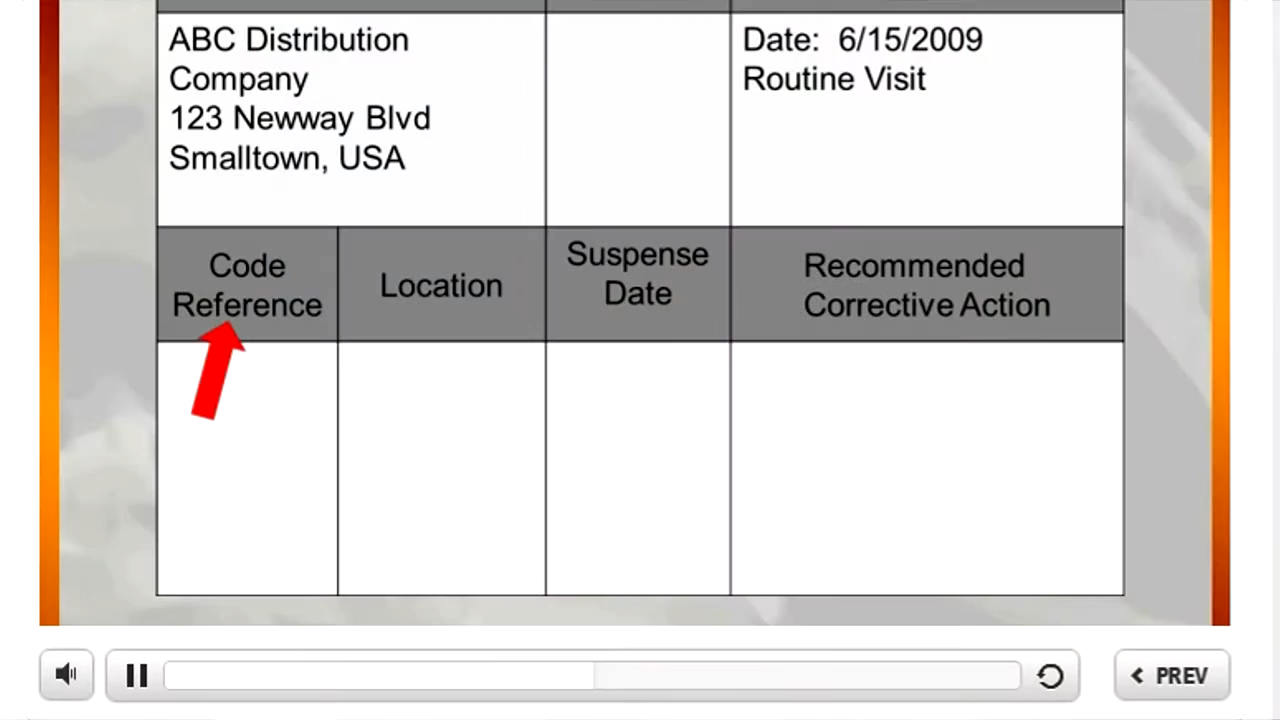 ABC Distribution
Company
123 Newway Blvd
Smalltown, USA
Date: 6/15/2009
Routine Visit
Code
Reference
Location
Suspense
Date
Recommended
Corrective Action
PREV